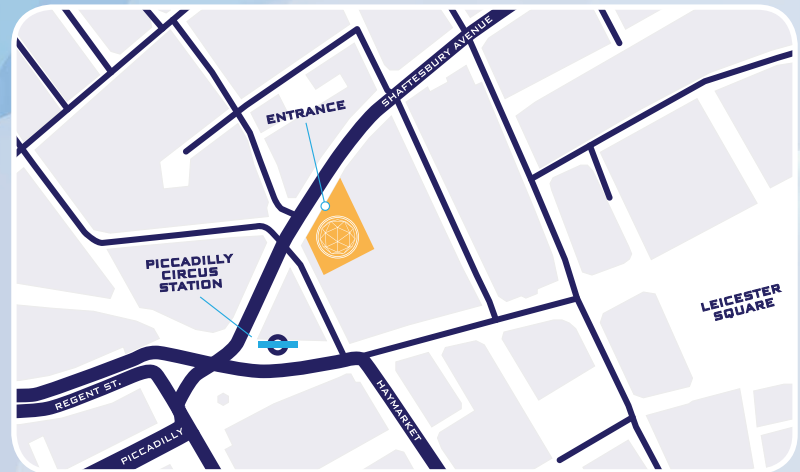 SHAFTESBURY AVENUE
ENTRANCE
PICCADILLY
CIRCUS
STATION
LEICESTER
SQUARE
REGENT ST.
HAYMARKET
PICCADILLY